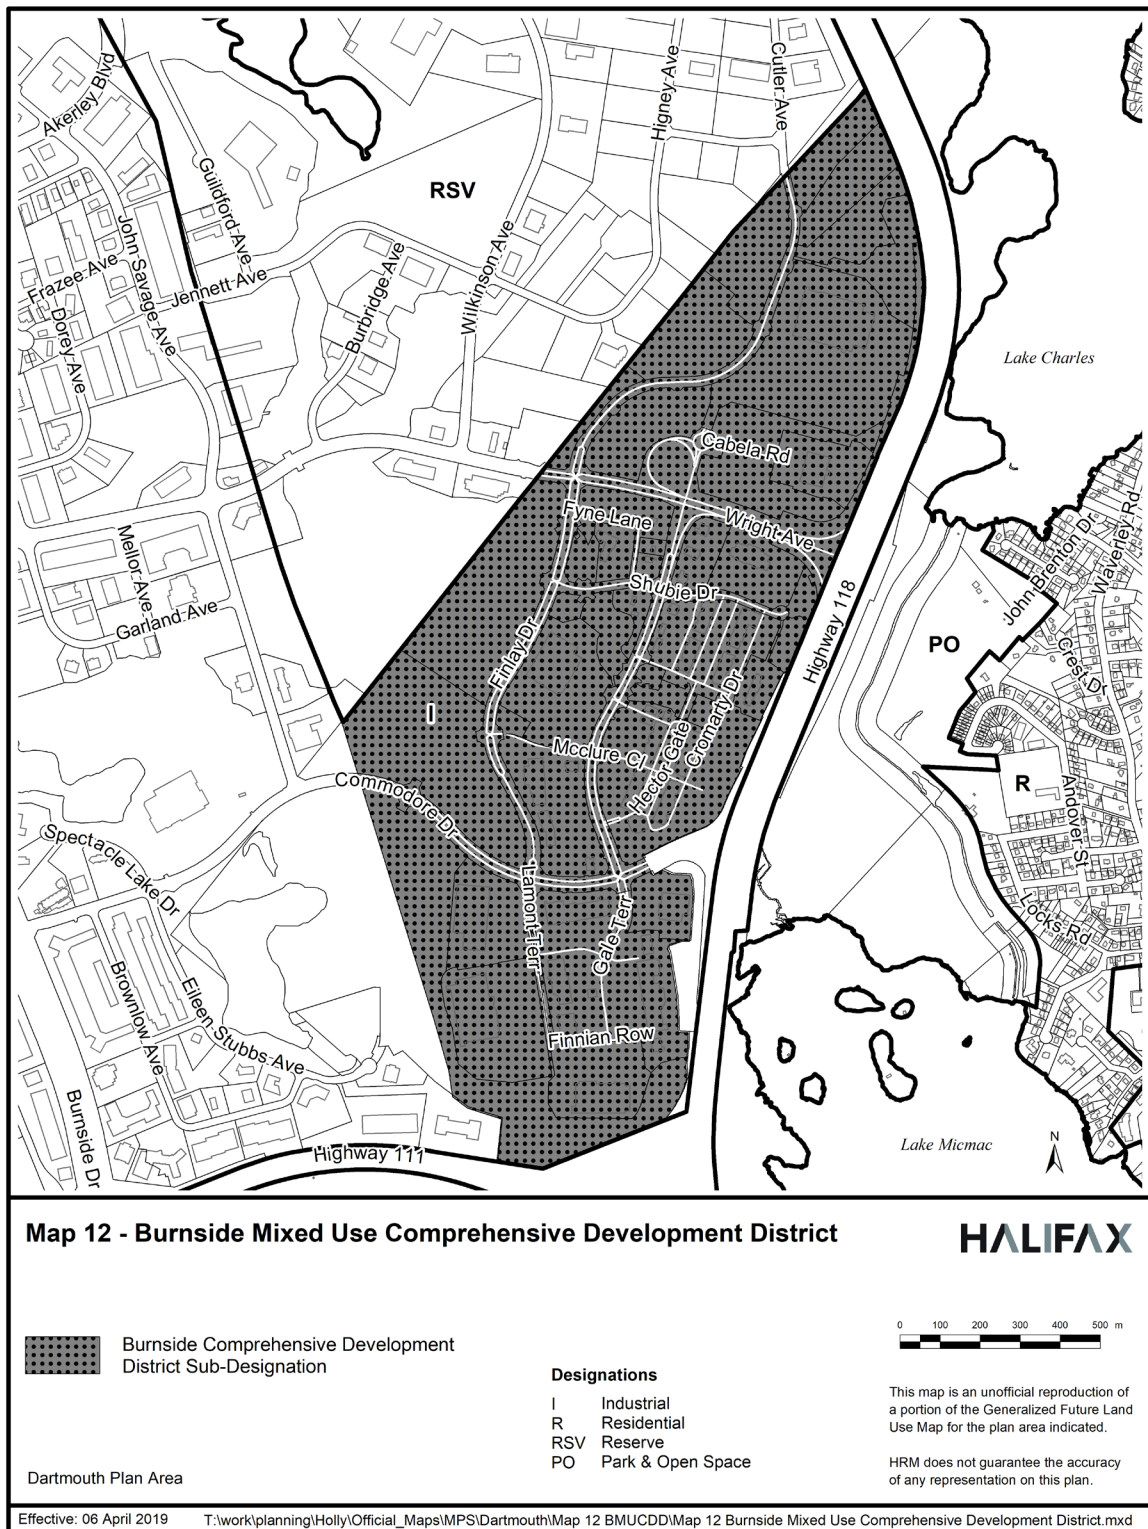 Akerley Blvd
Guildford Ave
RSV
Higney Ave
Cutler Ave
John Savage Ave
Frazee Ave
Jennett Ave
Dorey Ave
Burbridge Ave
Wilkinson Ave
Lake Charles
Cabela Rd
Fyne Lane
Wright Ave
Shubie Dr
Mellor Ave
Garland Ave
Finlay Dr
I
Mcclure Cl
Hector Gate
Cromarty Dr
Highway 118
John Brenton Dr
Waverley Rd
PO
Crest Dr
R
Andover St
Locks Rd
Commodore Dr
Spectacle Lake Dr
Lamont Terr
Gale Terr
Finnian Row
Brownlow Ave
Eileen Stubbs Ave
Burnside Dr
Highway 111
Lake Micmac
N
Map 12 - Burnside Mixed Use Comprehensive Development District
HALIFAX
Burnside Comprehensive Development
District Sub-Designation
0 100 200 300 400 500 m
Designations
I Industrial
R Residential
RSV Reserve
PO Park & Open Space
This map is an unofficial reproduction of
a portion of the Generalized Future Land
Use Map for the plan area indicated.
HRM does not guarantee the accuracy
of any representation on this plan.
Dartmouth Plan Area
Effective: 06 April 2019
T:\work\planning\Holly\Official_Maps\MPS\Dartmouth\Map 12 BMUCDD\Map 12 Burnside Mixed Use Comprehensive Development District.mxd